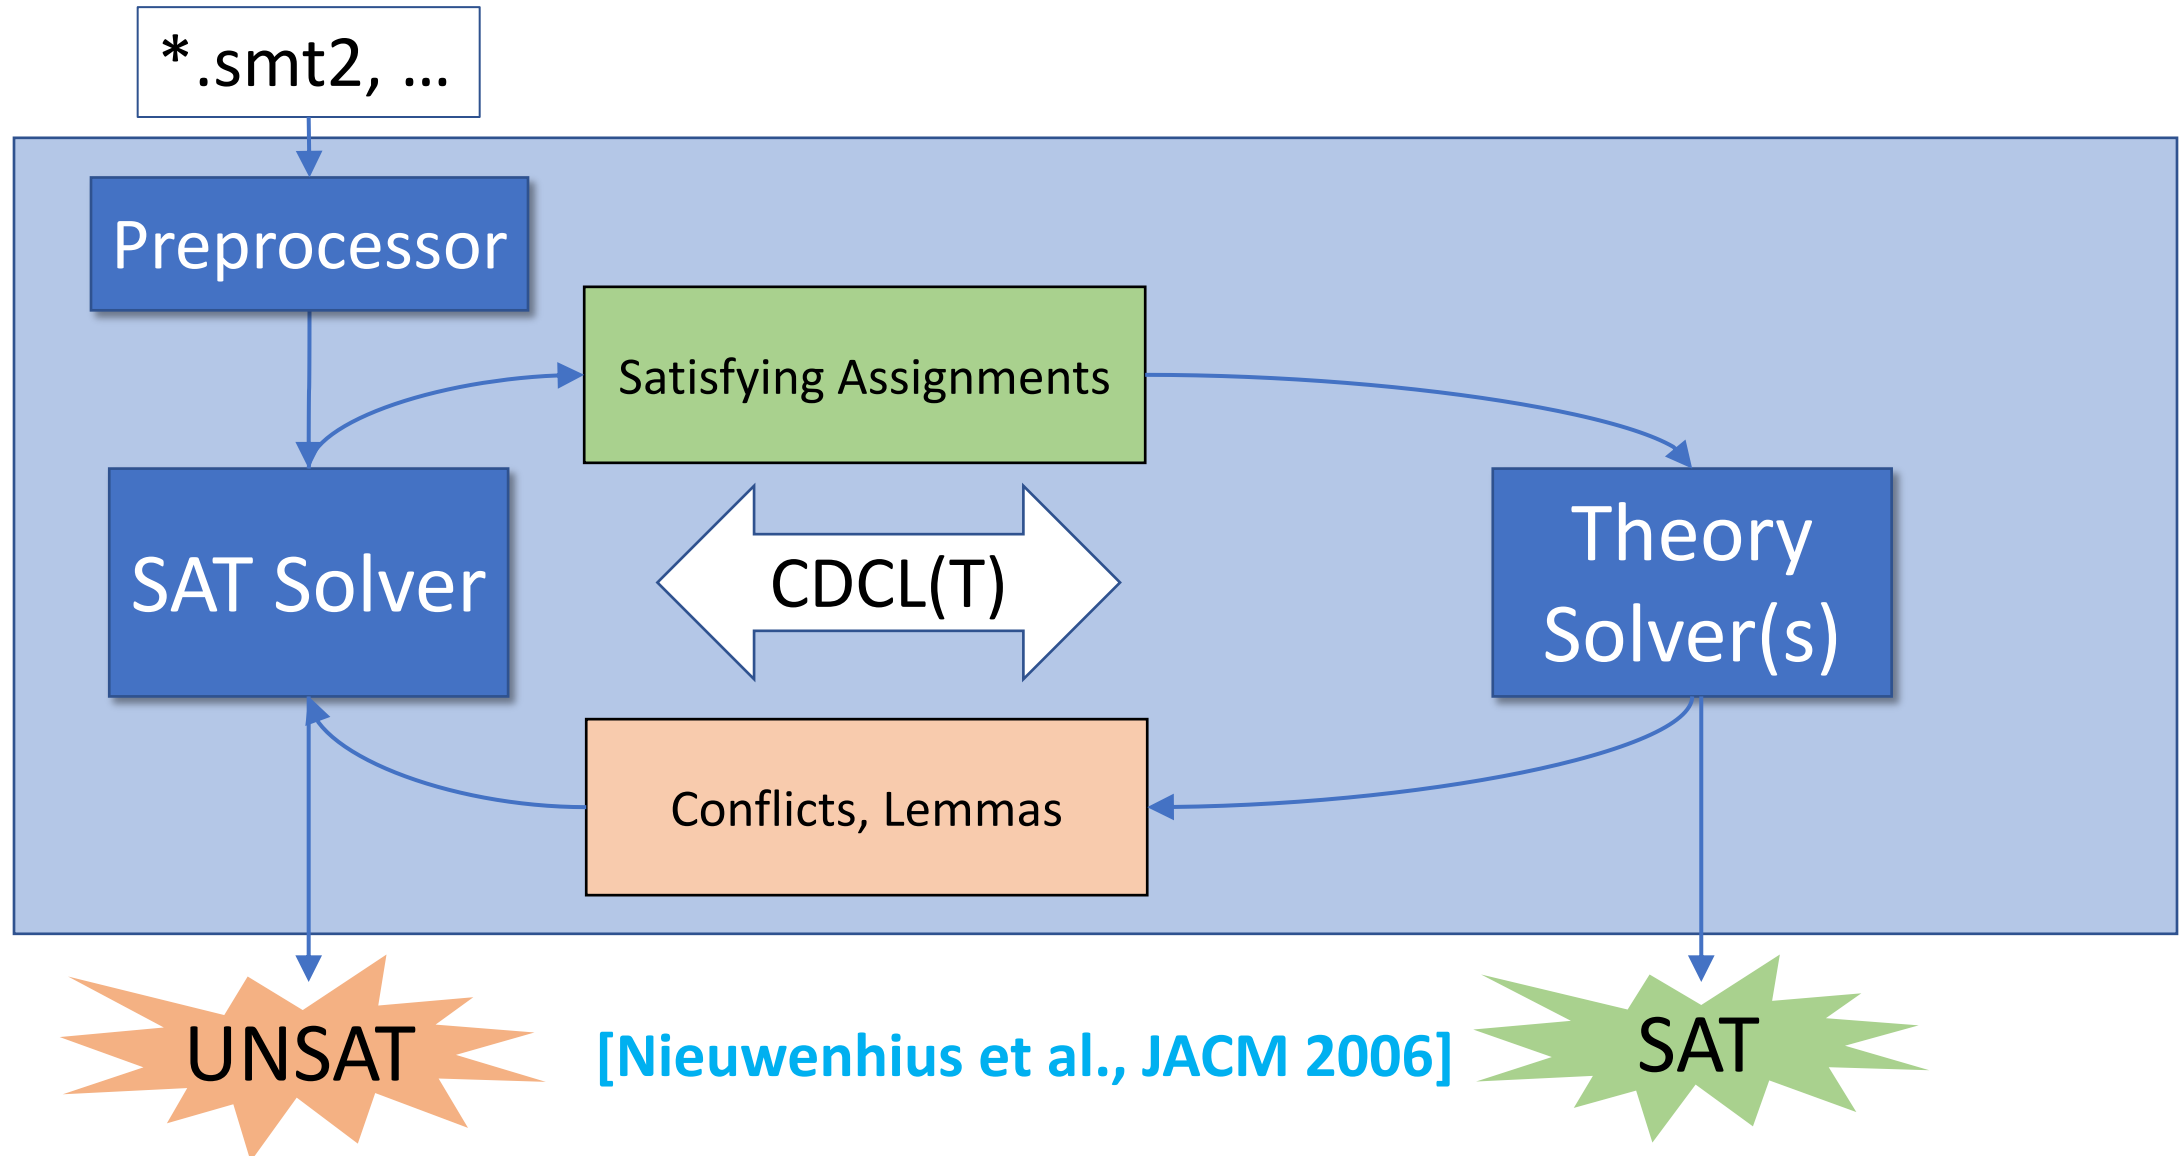 *.smt2, ...
Preprocessor
Satisfying Assignments
SAT Solver
CDCL(T)
Theory
Solver(s)
Conflicts, Lemmas
UNSAT
[Nieuwenhius et al., JACM 2006]
SAT